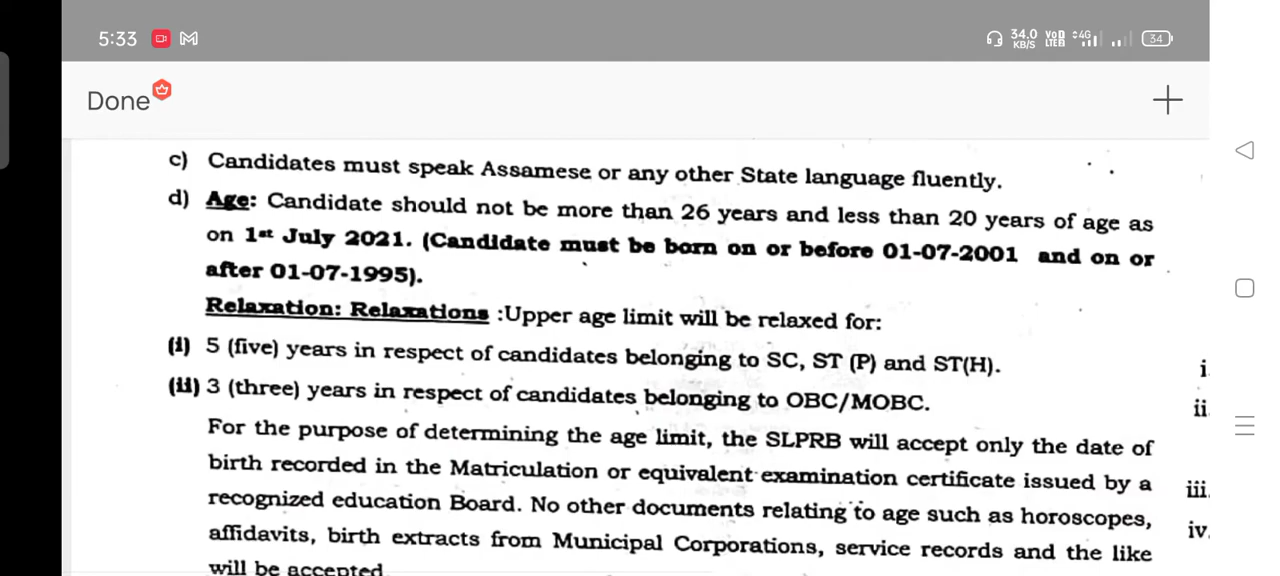 5:33
34.0 KB/S VoD LTE2 4G 34
Done
c) Candidates must speak Assamese or any other State language fluently.
d) Age: Candidate should not be more than 26 years and less than 20 years of age as
on 1st July 2021. (Candidate must be born on or before 01-07-2001 and on or
after 01-07-1995).
Relaxation: Relaxations :Upper age limit will be relaxed for:
(i) 5 (five) years in respect of candidates belonging to SC, ST (P) and ST(H).
i.
(ii) 3 (three) years in respect of candidates belonging to OBC/MOBC.
ii.
For the purpose of determining the age limit, the SLPRB will accept only the date of
birth recorded in the Matriculation or equivalent examination certificate issued by a
iii.
recognized education Board. No other documents relating to age such as horoscopes,
iv.
affidavits, birth extracts from Municipal Corporations, service records and the like
will be accepted